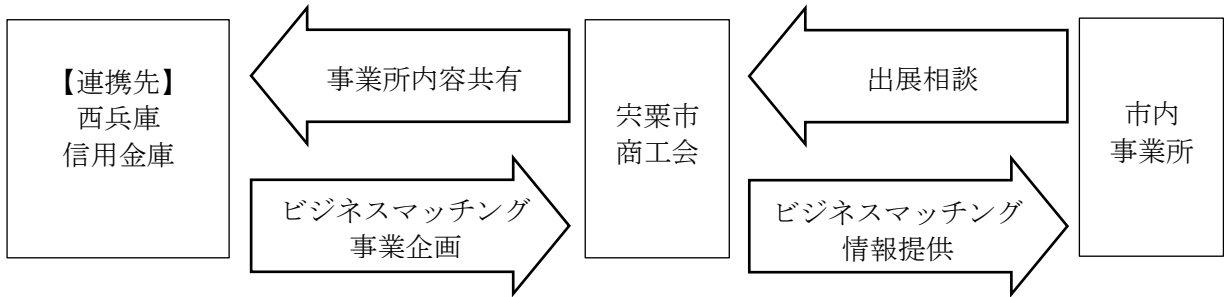 【連携先】
西兵庫
信用金庫
事業所内容共有
ビジネスマッチング
事業企画
宍粟市
商工会
出展相談
ビジネスマッチング
情報提供
市内
事業所